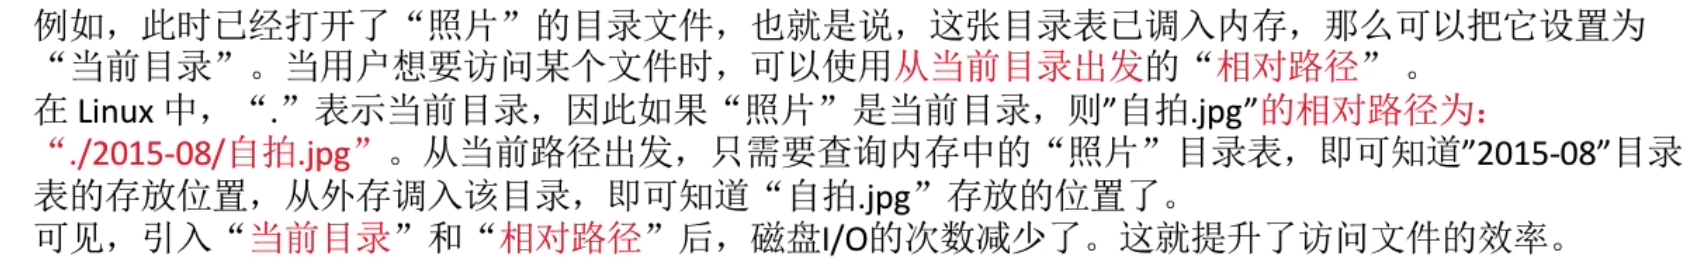 例如，此时已经打开了“照片”的目录文件，也就是说，这张目录表已调入内存，那么可以把它设置为
“当前目录”。当用户想要访问某个文件时，可以使用从当前目录出发的“相对路径” 。
在 Linux 中，“.”表示当前目录，因此如果“照片”是当前目录，则”自拍.jpg”的相对路径为：
“./2015-08/自拍.jpg”。从当前路径出发，只需要查询内存中的“照片”目录表，即可知道”2015-08”目录
表的存放位置，从外存调入该目录，即可知道“自拍.jpg”存放的位置了。
可见，引入“当前目录”和“相对路径”后，磁盘I/O的次数减少了。这就提升了访问文件的效率。